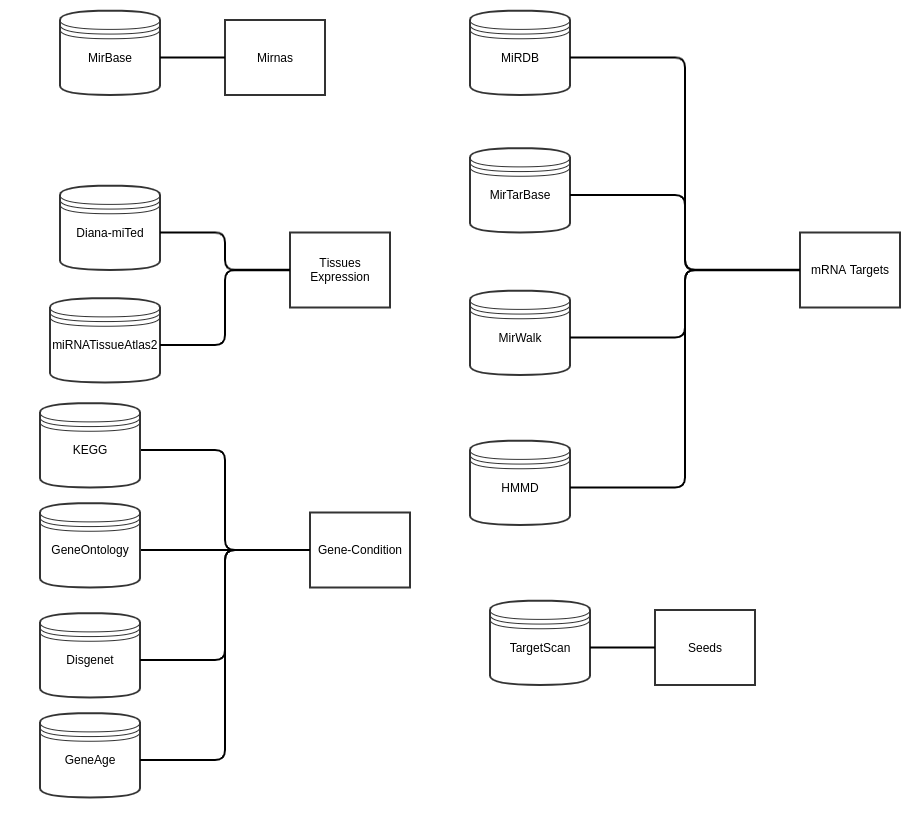 MirBase
Mirnas
Diana-miTed
miRNATissueAtlas2
Tissues
Expression
KEGG
GeneOntology
Disgenet
GeneAge
Gene-Condition
MiRDB
MirTarBase
MirWalk
HMMD
mRNA Targets
TargetScan
Seeds